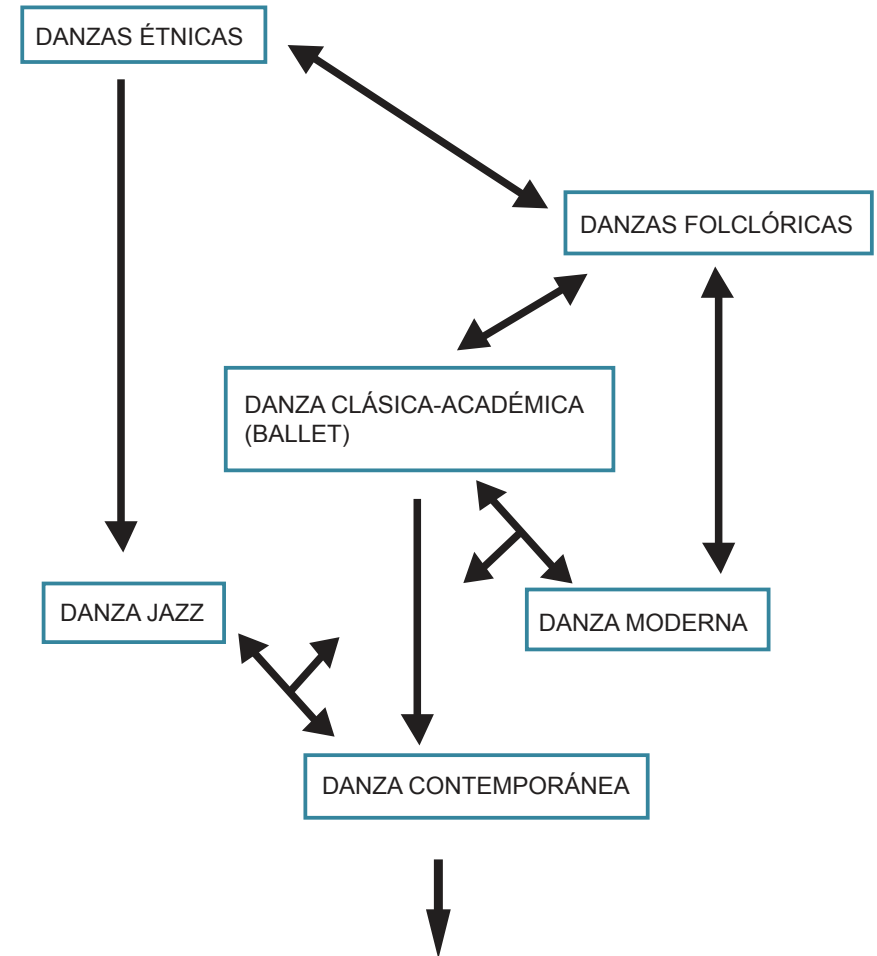 DANZAS ÉTNICAS
DANZAS FOLCLÓRICAS
DANZA CLÁSICA-ACADÉMICA
(BALLET)
DANZA JAZZ
DANZA MODERNA
DANZA CONTEMPORÁNEA